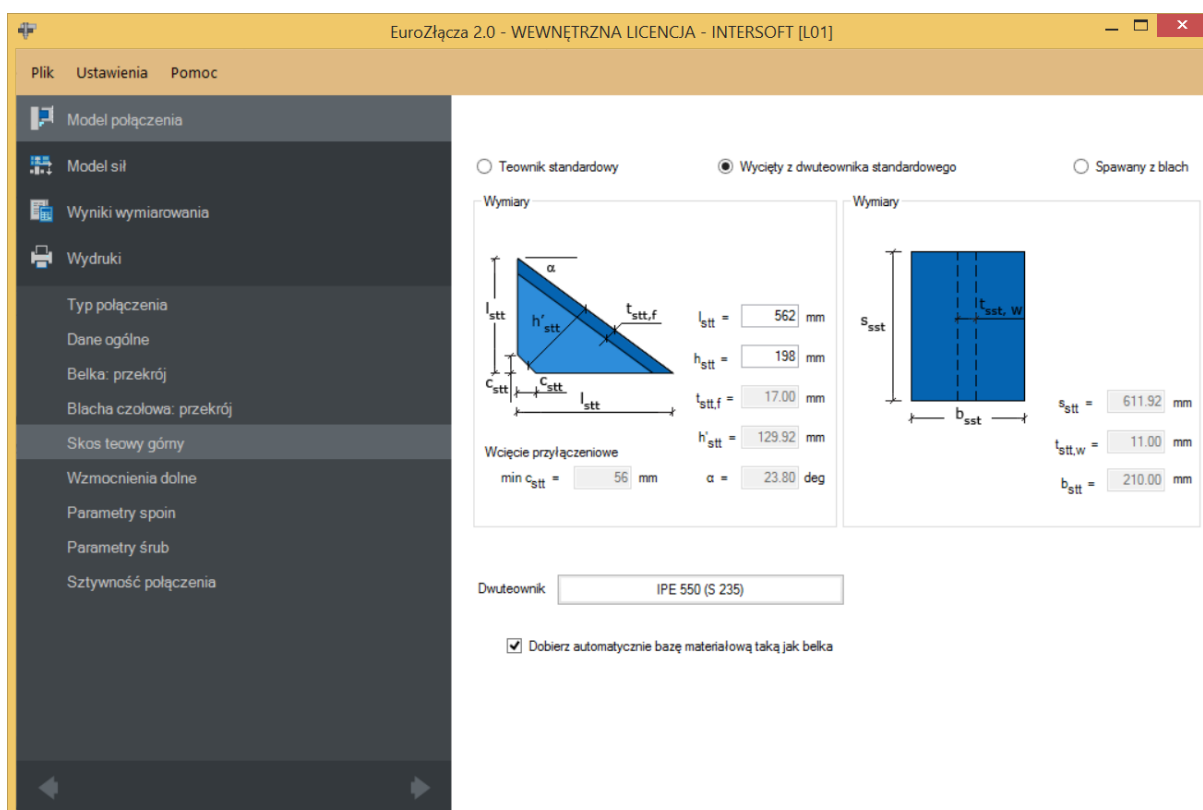 EuroZłącza 2.0 - WEWNĘTRZNA LICENCJA - INTERSOFT [L01]
Plik Ustawienia Pomoc
Model połączenia
Model sił
Wyniki wymiarowania
Wydruki
Typ połączenia
Dane ogólne
Belka: przekrój
Blacha czołowa: przekrój
Skos teowy górny
Wzmocnienia dolne
Parametry spoin
Parametry śrub
Sztywność połączenia
Teownik standardowy Wycięty z dwuteownika standardowego Spawany z blach
Wymiary
α
lstt
h'stt
tstt,f
cstt
cstt
lstt
lstt = 562 mm
hstt = 198 mm
tstt,f = 17.00 mm
h'stt = 129.92 mm
Wcięcie przyłączeniowe
min cstt = 56 mm α = 23.80 deg
Wymiary
ssst
tsst, w
bsst
sstt = 611.92 mm
tstt,w = 11.00 mm
bstt = 210.00 mm
Dwuteownik IPE 550 (S 235)
Dobierz automatycznie bazę materiałową taką jak belka